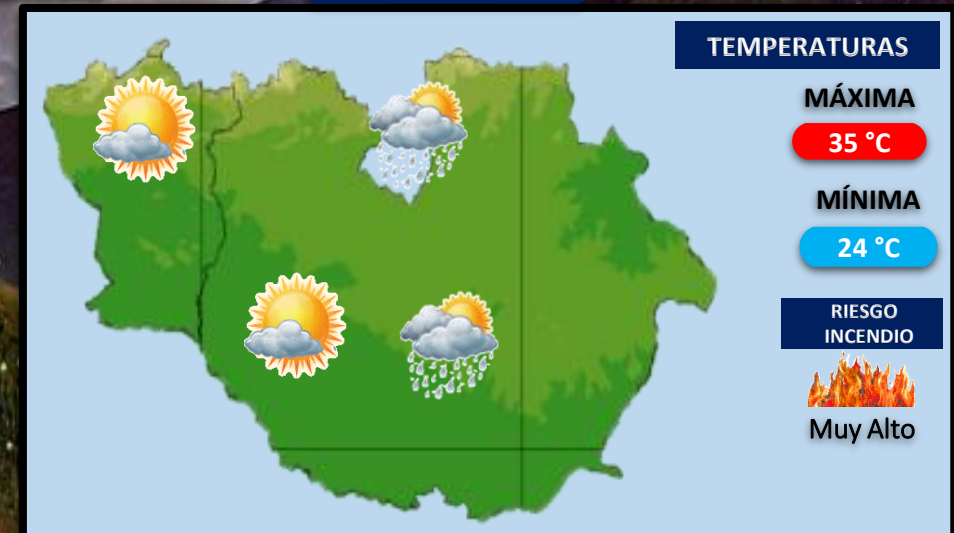 TEMPERATURAS
MÁXIMA
35 °C
MÍNIMA
24 °C
RIESGO
INCENDIO
Muy Alto